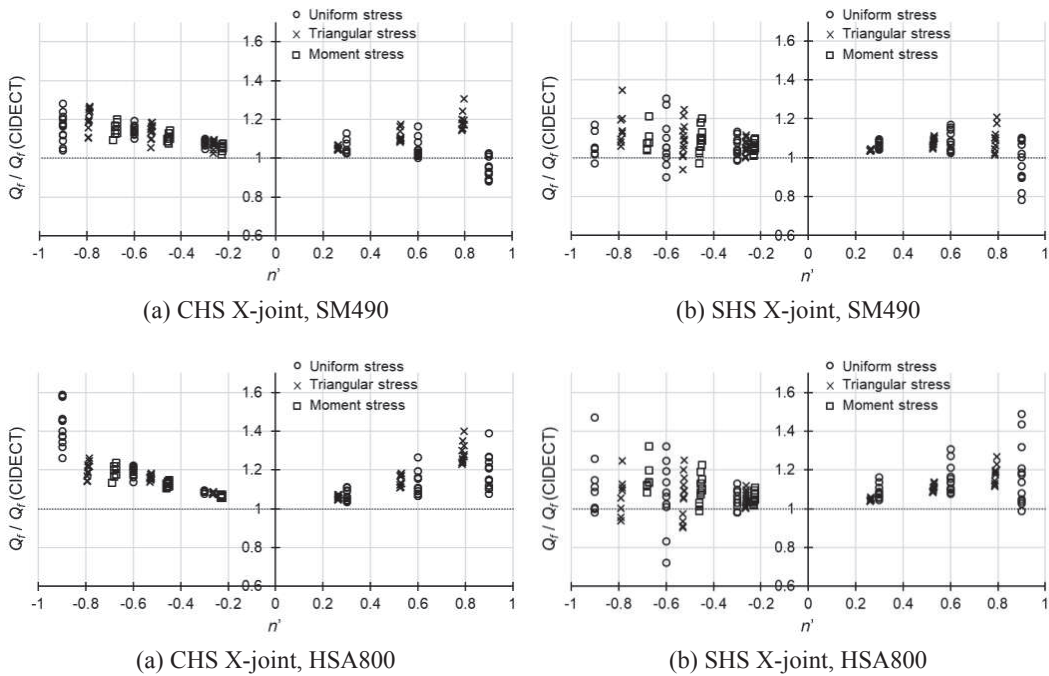 Uniform stress
Triangular stress
Moment stress
1.6
1.4
1.2
1
0.8
0.6
Qf / Qf (CIDECT)
-1 -0.8 -0.6 -0.4 -0.2 0 0.2 0.4 0.6 0.8 1
n'
(a) CHS X-joint, SM490
Uniform stress
Triangular stress
Moment stress
1.6
1.4
1.2
1
0.8
0.6
Qf / Qf (CIDECT)
-1 -0.8 -0.6 -0.4 -0.2 0 0.2 0.4 0.6 0.8 1
n'
(b) SHS X-joint, SM490
Uniform stress
Triangular stress
Moment stress
1.6
1.4
1.2
1
0.8
0.6
Qf / Qf (CIDECT)
-1 -0.8 -0.6 -0.4 -0.2 0 0.2 0.4 0.6 0.8 1
n'
(a) CHS X-joint, HSA800
Uniform stress
Triangular stress
Moment stress
1.6
1.4
1.2
1
0.8
0.6
Qf / Qf (CIDECT)
-1 -0.8 -0.6 -0.4 -0.2 0 0.2 0.4 0.6 0.8 1
n'
(b) SHS X-joint, HSA800